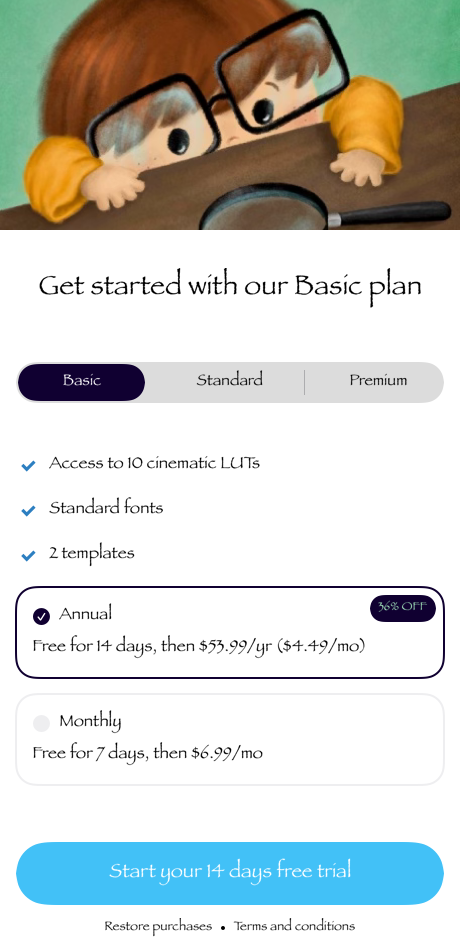 Get started with our Basic plan
Basic
Standard
Premium
Access to 10 cinematic LUTs
Standard fonts
2 templates
Annual
36% OFF
Free for 14 days, then $53.99/yr ($4.49/mo)
Monthly
Free for 7 days, then $6.99/mo
Start your 14 days free trial
Restore purchases • Terms and conditions